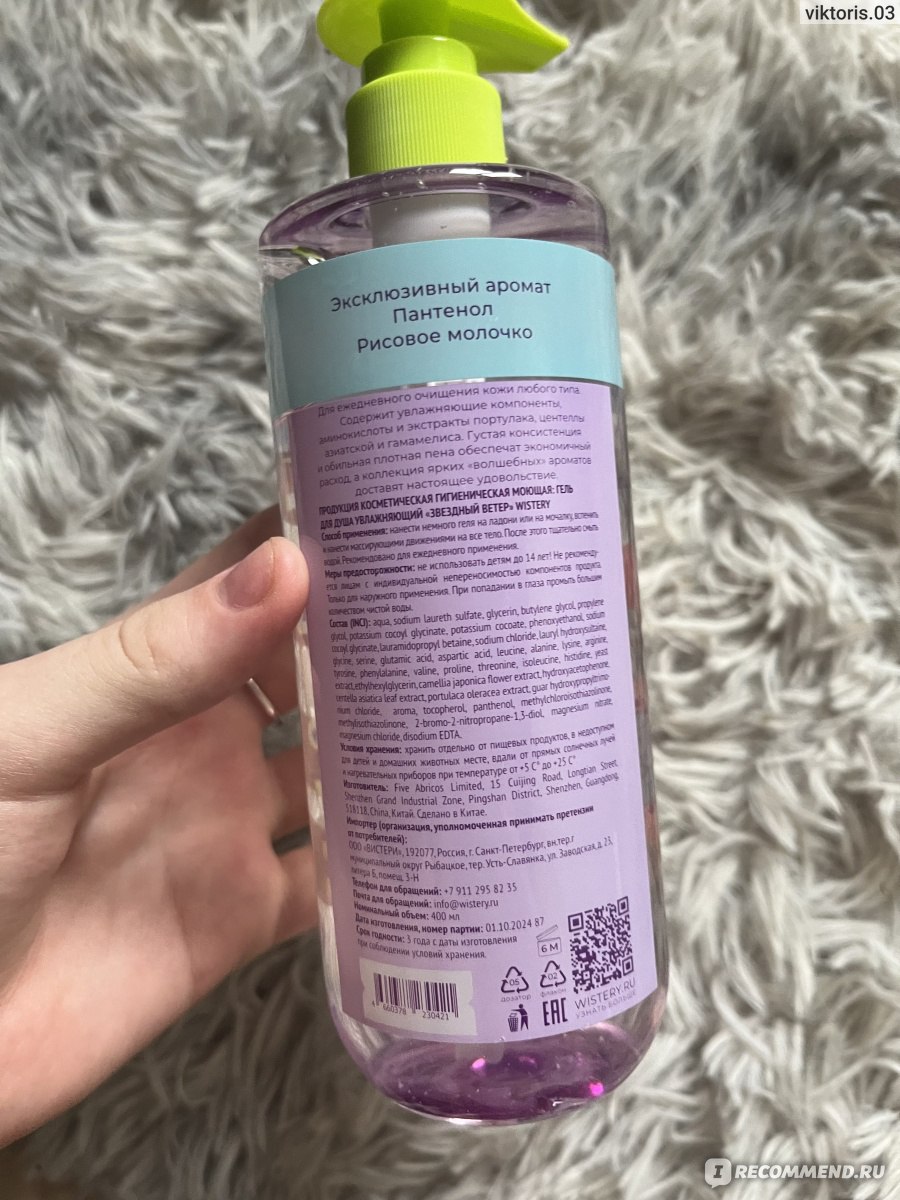 viktoris.03
Эксклюзивный аромат
Пантенол
Рисовое молочко
Для ежедневного очищения кожи любого типа.
Содержит увлажняющие компоненты,
аминокислоты и экстракты портулака, центеллы
азиатской и гамамелиса. Густая консистенция
и обильная плотная пена обеспечат экономичный
расход, а коллекция ярких «волшебных» ароматов
доставят настоящее удовольствие.
ПРОДУКЦИЯ КОСМЕТИЧЕСКАЯ ГИГИЕНИЧЕСКАЯ МОЮЩАЯ: ГЕЛЬ
ДЛЯ ДУША УВЛАЖНЯЮЩИЙ «ЗВЕЗДНЫЙ ВЕТЕР» WISTERY
Способ применения: нанести немного геля на ладони или на мочалку, вспенить
и нанести массирующими движениями на все тело. После этого тщательно смыть
водой. Рекомендовано для ежедневного применения.
Меры предосторожности: не использовать детям до 14 лет! Не рекоменду-
ется лицам с индивидуальной непереносимостью компонентов продукта.
Только для наружного применения. При попадании в глаза промыть большим
количеством чистой воды.
Состав (INCI): aqua, sodium laureth sulfate, glycerin, butylene glycol, propylene
glycol, potassium cocoyl glycinate, potassium cocoate, phenoxyethanol, sodium
cocoyl glycinate, lauramidopropyl betaine, sodium chloride, lauryl hydroxysultaine,
glycine, serine, glutamic acid, aspartic acid, leucine, alanine, lysine, arginine,
tyrosine, phenylalanine, valine, proline, threonine, isoleucine, histidine, yeast
extract, ethylhexylglycerin, camellia japonica flower extract, hydroxyacetophenone,
centella asiatica leaf extract, portulaca oleracea extract, guar hydroxypropyltrimo-
nium chloride, aroma, tocopherol, panthenol, methylchloroisothiazolinone,
methylisothiazolinone, 2-bromo-2-nitropropane-1,3-diol, magnesium nitrate,
magnesium chloride, disodium EDTA.
Условия хранения: хранить отдельно от пищевых продуктов, в недоступном
для детей и домашних животных месте, вдали от прямых солнечных лучей
и нагревательных приборов при температуре от +5 С° до +25 С°
Изготовитель: Five Abricos Limited, 15 Cuijing Road, Longtian Street,
Shenzhen Grand Industrial Zone, Pingshan District, Shenzhen, Guangdong,
518118, China, Китай. Сделано в Китае.
Импортер (организация, уполномоченная принимать претензии
от потребителей):
ООО «ВИСТЕРИ», 192077, Россия, г. Санкт-Петербург, вн.тер.г
муниципальный округ Рыбацкое, тер. Усть-Славянка, ул. Заводская, д. 23,
литера Б, помещ. 3-Н
Телефон для обращений: +7 911 295 82 35
Почта для обращений: info@wistery.ru
Номинальный объем: 400 мл
Дата изготовления, номер партии: 01.10.2024 87
Срок годности: 3 года с даты изготовления
при соблюдении условий хранения.
6 М
05
дозатор
02
флакон
EAC
WISTERY.RU
УЗНАТЬ БОЛЬШЕ
4 660378 230421
IRECOMMEND.RU